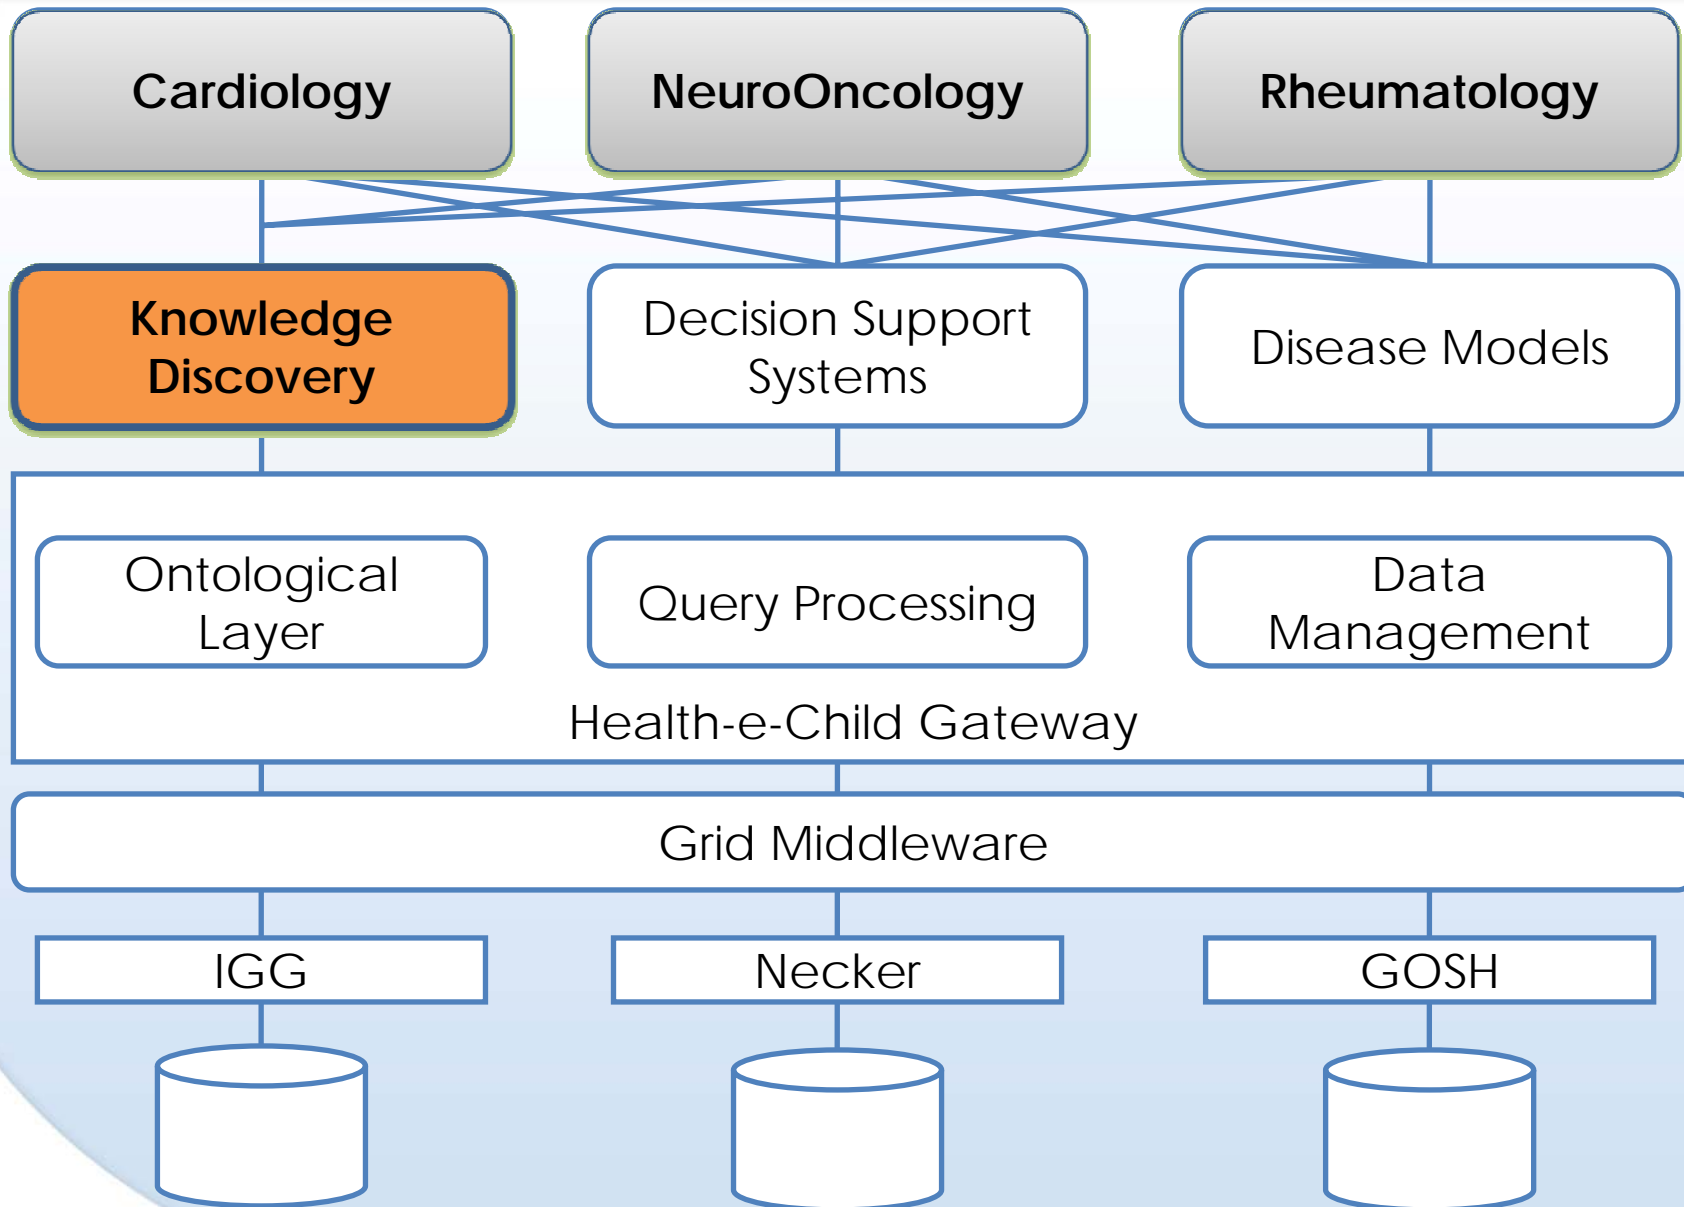 Cardiology
NeuroOncology
Rheumatology
Knowledge
Discovery
Decision Support
Systems
Disease Models
Ontological
Layer
Query Processing
Data
Management
Health-e-Child Gateway
Grid Middleware
IGG
Necker
GOSH